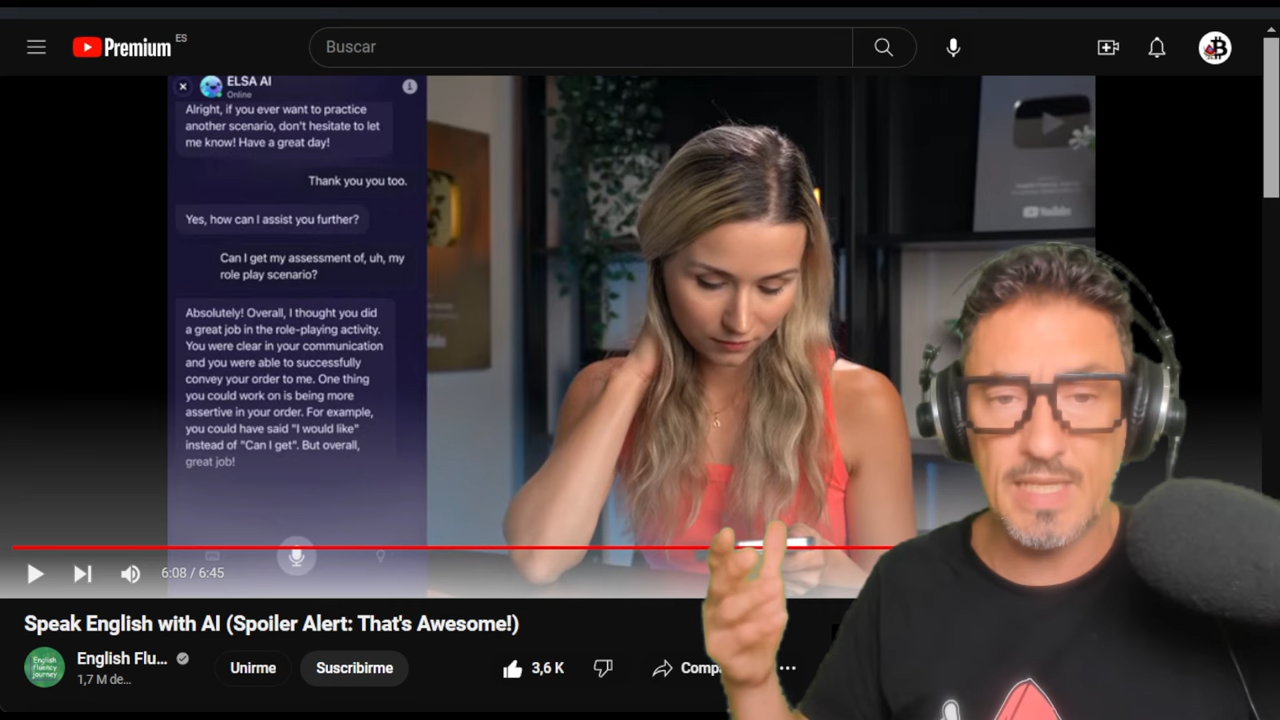 Premium ES
Buscar
ELSA AI
Online
Alright, if you ever want to practice
another scenario, don't hesitate to let
me know! Have a great day!
Thank you you too.
Yes, how can I assist you further?
Can I get my assessment of, uh, my
role play scenario?
Absolutely! Overall, I thought you did
a great job in the role-playing activity.
You were clear in your communication
and you were able to successfully
convey your order to me. One thing
you could work on is being more
assertive in your order. For example,
you could have said "I would like"
instead of "Can I get". But overall,
great job!
YouTube
6:08 / 6:45
Speak English with AI (Spoiler Alert: That's Awesome!)
English
fluency
journey
English Flu...
1,7 M de...
Unirme
Suscribirme
3,6 K
Comp